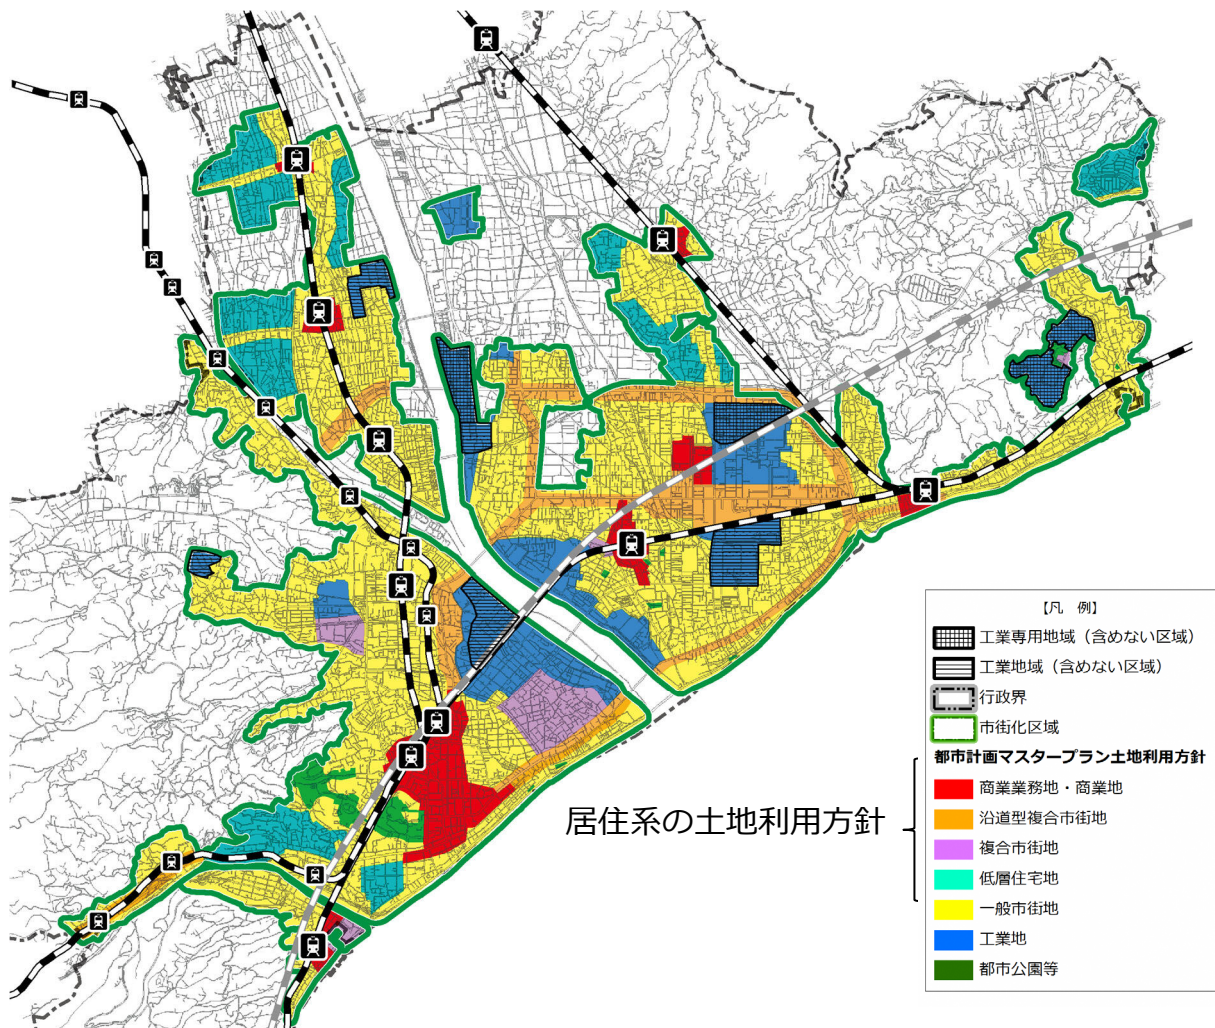 【凡　例】
工業専用地域（含めない区域）
工業地域（含めない区域）
行政界
市街化区域
都市計画マスタープラン土地利用方針
商業業務地・商業地
沿道型複合市街地
複合市街地
低層住宅地
一般市街地
工業地
都市公園等
居住系の土地利用方針